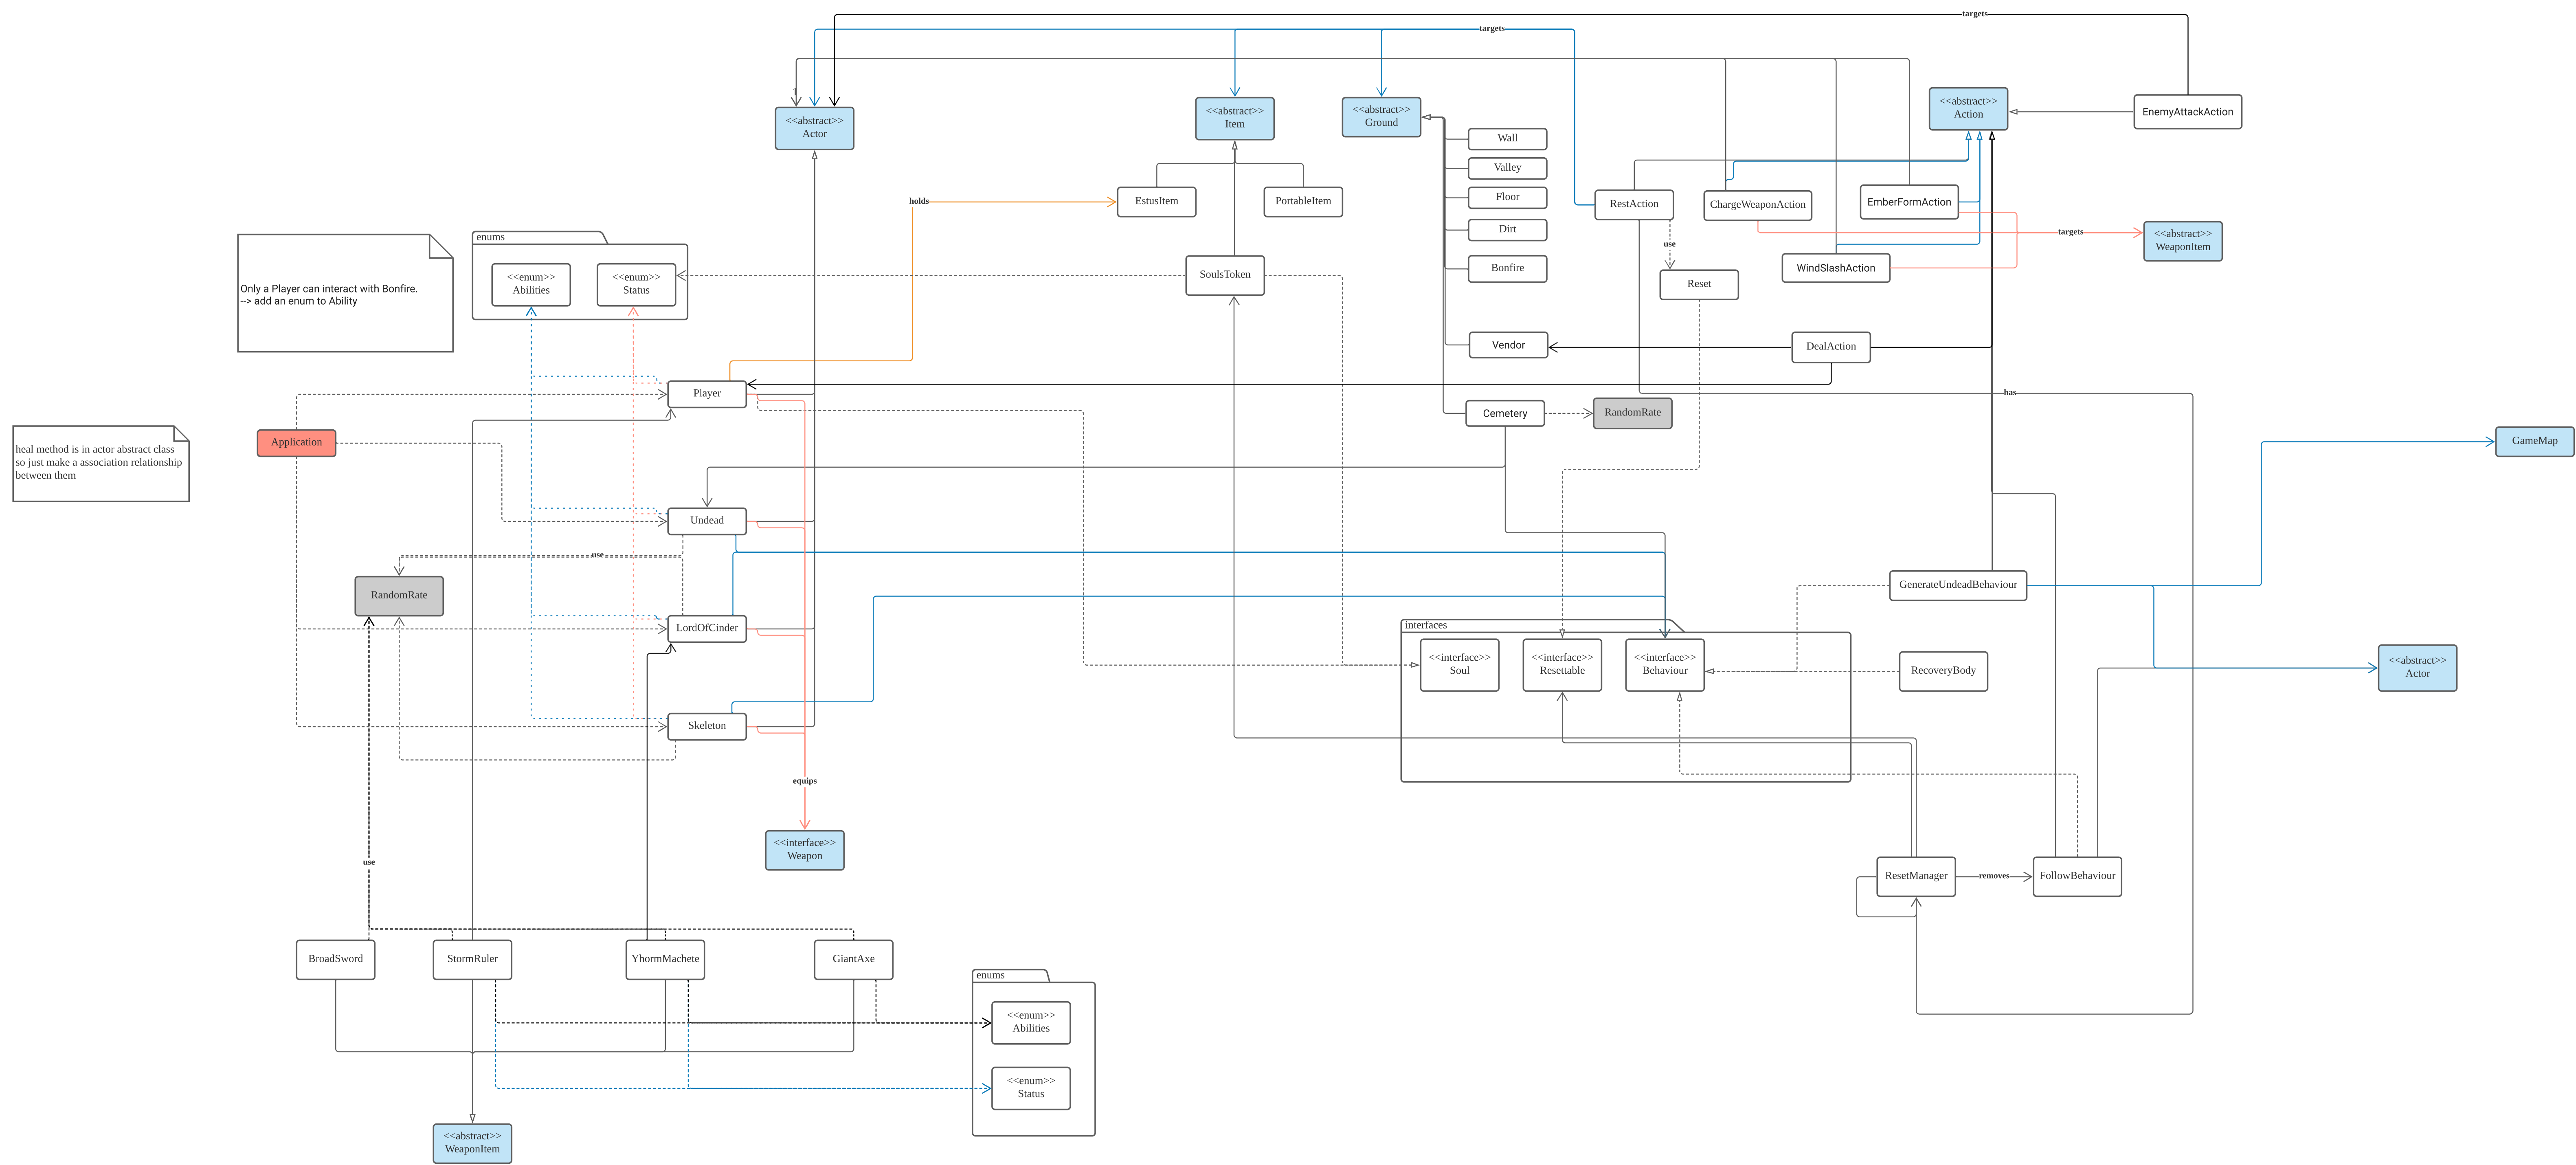 targets
targets
1
<<abstract>>
Actor
<<abstract>>
Item
<<abstract>>
Ground
<<abstract>>
Action
EnemyAttackAction
Wall
Valley
Floor
Dirt
Bonfire
Vendor
Cemetery
RandomRate
holds
EstusItem
PortableItem
SoulsToken
RestAction
ChargeWeaponAction
EmberFormAction
WindSlashAction
targets
<<abstract>>
WeaponItem
use
Reset
DealAction
has
Only a Player can interact with Bonfire.
--> add an enum to Ability
enums
<<enum>>
Abilities
<<enum>>
Status
heal method is in actor abstract class
so just make a association relationship
between them
Application
Player
Undead
use
RandomRate
LordOfCinder
Skeleton
equips
<<interface>>
Weapon
GameMap
GenerateUndeadBehaviour
interfaces
<<interface>>
Soul
<<interface>>
Resettable
<<interface>>
Behaviour
RecoveryBody
<<abstract>>
Actor
ResetManager
removes
FollowBehaviour
use
BroadSword
StormRuler
YhormMachete
GiantAxe
enums
<<enum>>
Abilities
<<enum>>
Status
<<abstract>>
WeaponItem